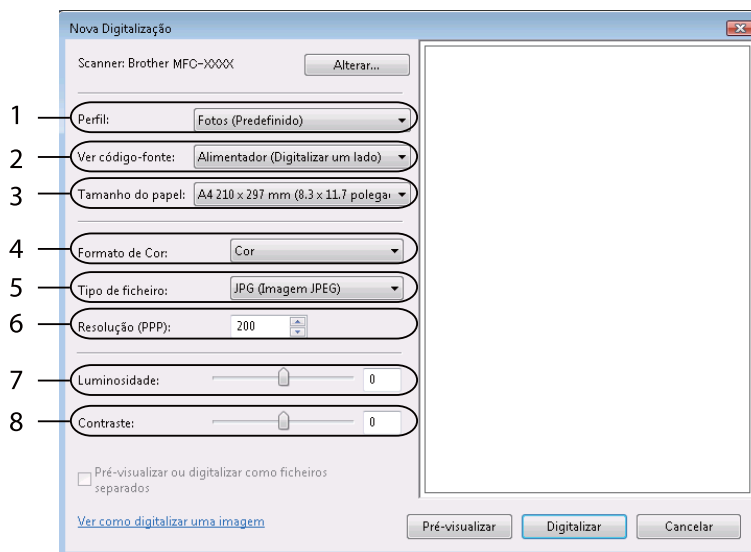 Nova Digitalização
Scanner: Brother MFC-XXXX
Alterar...
1 Perfil: Fotos (Predefinido)
2 Ver código-fonte: Alimentador (Digitalizar um lado)
3 Tamanho do papel: A4 210 x 297 mm (8.3 x 11.7 polega
4 Formato de Cor: Cor
5 Tipo de ficheiro: JPG (Imagem JPEG)
6 Resolução (PPP): 200
7 Luminosidade: 0
8 Contraste: 0
Pré-visualizar ou digitalizar como ficheiros
separados
Ver como digitalizar uma imagem
Pré-visualizar Digitalizar Cancelar